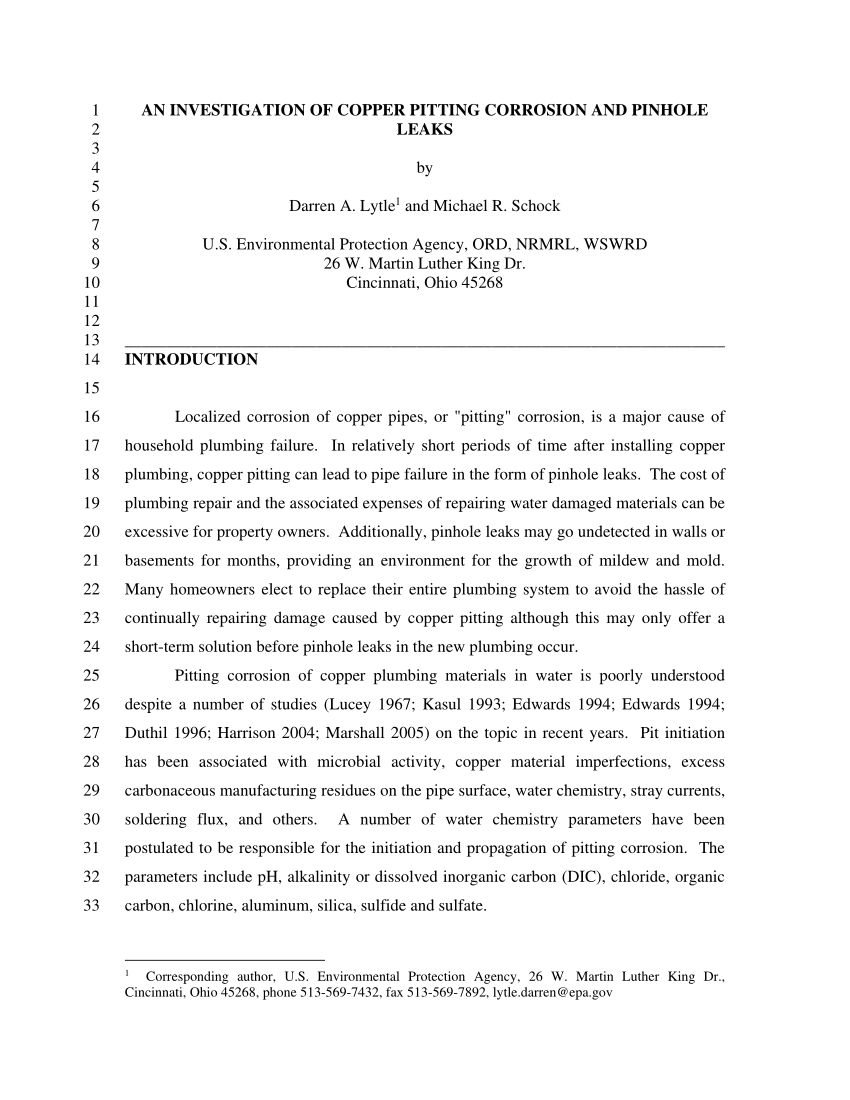 1 AN INVESTIGATION OF COPPER PITTING CORROSION AND PINHOLE
2 LEAKS
3
4 by
5
6 Darren A. Lytle1 and Michael R. Schock
7
8 U.S. Environmental Protection Agency, ORD, NRMRL, WSWRD
9 26 W. Martin Luther King Dr.
10 Cincinnati, Ohio 45268
11
12
13
14 INTRODUCTION
15
16 Localized corrosion of copper pipes, or "pitting" corrosion, is a major cause of
17 household plumbing failure. In relatively short periods of time after installing copper
18 plumbing, copper pitting can lead to pipe failure in the form of pinhole leaks. The cost of
19 plumbing repair and the associated expenses of repairing water damaged materials can be
20 excessive for property owners. Additionally, pinhole leaks may go undetected in walls or
21 basements for months, providing an environment for the growth of mildew and mold.
22 Many homeowners elect to replace their entire plumbing system to avoid the hassle of
23 continually repairing damage caused by copper pitting although this may only offer a
24 short-term solution before pinhole leaks in the new plumbing occur.
25 Pitting corrosion of copper plumbing materials in water is poorly understood
26 despite a number of studies (Lucey 1967; Kasul 1993; Edwards 1994; Edwards 1994;
27 Duthil 1996; Harrison 2004; Marshall 2005) on the topic in recent years. Pit initiation
28 has been associated with microbial activity, copper material imperfections, excess
29 carbonaceous manufacturing residues on the pipe surface, water chemistry, stray currents,
30 soldering flux, and others. A number of water chemistry parameters have been
31 postulated to be responsible for the initiation and propagation of pitting corrosion. The
32 parameters include pH, alkalinity or dissolved inorganic carbon (DIC), chloride, organic
33 carbon, chlorine, aluminum, silica, sulfide and sulfate.
1 Corresponding author, U.S. Environmental Protection Agency, 26 W. Martin Luther King Dr.,
Cincinnati, Ohio 45268, phone 513-569-7432, fax 513-569-7892, lytle.darren@epa.gov